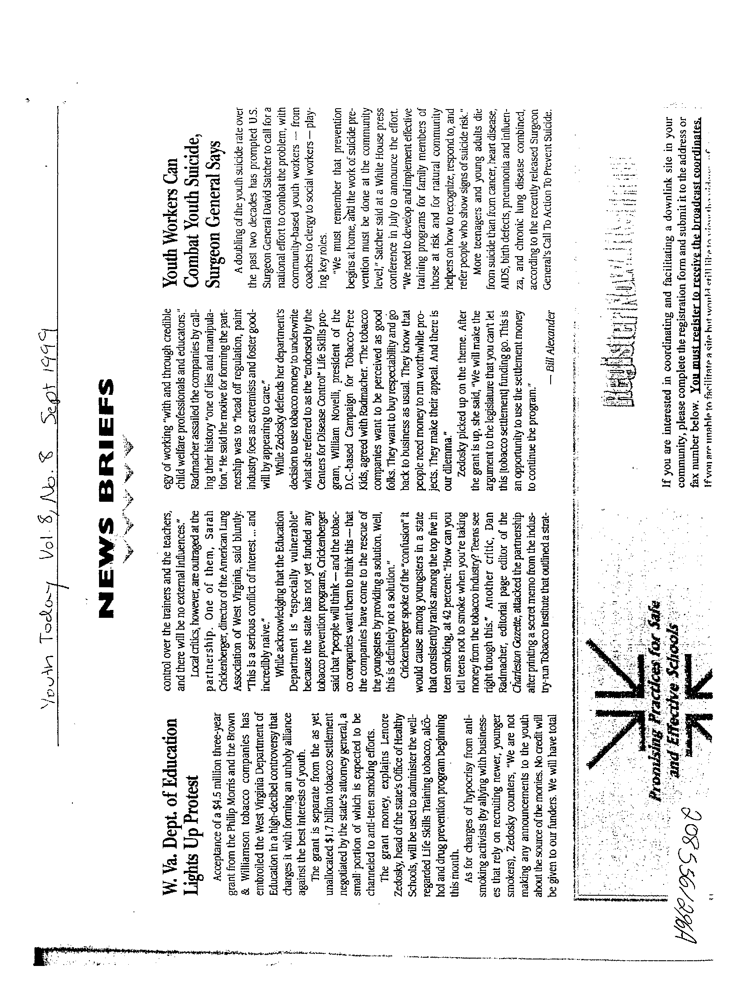 Youth Today Vol. 8, No. 8 Sept 1999
NEWS BRIEFS
W. Va. Dept. of Education
Lights Up Protest
Acceptance of a $4.5 million three-year
grant from the Philip Morris and the Brown
& Williamson tobacco companies has
embroiled the West Virginia Department of
Education in a high-decibel controversy that
charges it with forming an unholy alliance
against the best interests of youth.
The grant is separate from the as yet
unallocated $1.7 billion tobacco settlement
negotiated by the state's attorney general, a
small portion of which is expected to be
channeled to anti-teen smoking efforts.
The grant money, explains Lenore
Zedosky, head of the state's Office of Healthy
Schools, will be used to administer the well-
regarded Life Skills Training tobacco, alco-
hol and drug prevention program beginning
this month.
As for charges of hypocrisy from anti-
smoking activists (by allying with business-
es that rely on recruiting newer, younger
smokers), Zedosky counters, "We are not
making any announcements to the youth
about the source of the monies. No credit will
be given to our funders. We will have total
control over the trainers and the teachers,
and there will be no external influences."
Local critics, however, are outraged at the
partnership. One of them, Sarah
Crickenberger, director of the American Lung
Association of West Virginia, said bluntly:
"This is a serious conflict of interest ... and
incredibly naive."
While acknowledging that the Education
Department is "especially vulnerable"
because the state has not yet funded any
tobacco prevention programs, Crickenberger
said that "people will think — and the tobac-
co companies want them to think this — that
the companies have come to the rescue of
the youngsters by providing a solution. Well,
this is definitely not a solution."
Crickenberger spoke of the "confusion" it
would cause among youngsters in a state
that consistently ranks among the top five in
teen smoking, at 42 percent: "How can you
tell teens not to smoke when you're taking
money from the tobacco industry? Teens see
right though this." Another critic, Dan
Radmacher, editorial page editor of the
Charleston Gazette, attacked the partnership
after printing a secret memo from the indus-
try-run Tobacco Institute that outlined a strat-
egy of working "with and through credible
child welfare professionals and educators."
Radmacher assailed the companies by call-
ing their history "one of lies and manipula-
tion." He said the motive for forming the part-
nership was to "head off regulation, paint
industry foes as extremists and foster good-
will by appearing to care."
While Zedosky defends her department's
decision to use tobacco money to underwrite
what she referred to as the "endorsed by the
Centers for Disease Control" Life Skills pro-
gram, William Novelli, president of the
D.C.-based Campaign for Tobacco-Free
Kids, agreed with Radmacher. "The tobacco
companies want to be perceived as good
folks. They want to buy respectability and go
back to business as usual. They know that
people need money to run worthwhile pro-
jects. They make their appeal. And there is
our dilemma."
Zedosky picked up on the theme. After
the grant is up, she said, "We will make the
argument to the legislature that you can't let
this [tobacco settlement] funding go. This is
an opportunity to use the settlement money
to continue the program."
— Bill Alexander
Youth Workers Can
Combat Youth Suicide,
Surgeon General Says
A doubling of the youth suicide rate over
the past two decades has prompted U.S.
Surgeon General David Satcher to call for a
national effort to combat the problem, with
community-based youth workers — from
coaches to clergy to social workers — play-
ing key roles.
"We must remember that prevention
begins at home, and the work of suicide pre-
vention must be done at the community
level," Satcher said at a White House press
conference in July to announce the effort.
"We need to develop and implement effective
training programs for family members of
those at risk and for natural community
helpers on how to recognize, respond to, and
refer people who show signs of suicide risk."
More teenagers and young adults die
from suicide than from cancer, heart disease,
AIDS, birth defects, pneumonia and influen-
za, and chronic lung disease combined,
according to the recently released Surgeon
General's Call To Action To Prevent Suicide.
Promising Practices for Safe
and Effective Schools
If you are interested in coordinating and facilitating a downlink site in your
community, please complete the registration form and submit it to the address or
fax number below. You must register to receive the broadcast coordinates.
If you are unable to facilitate a site but would still like to view the